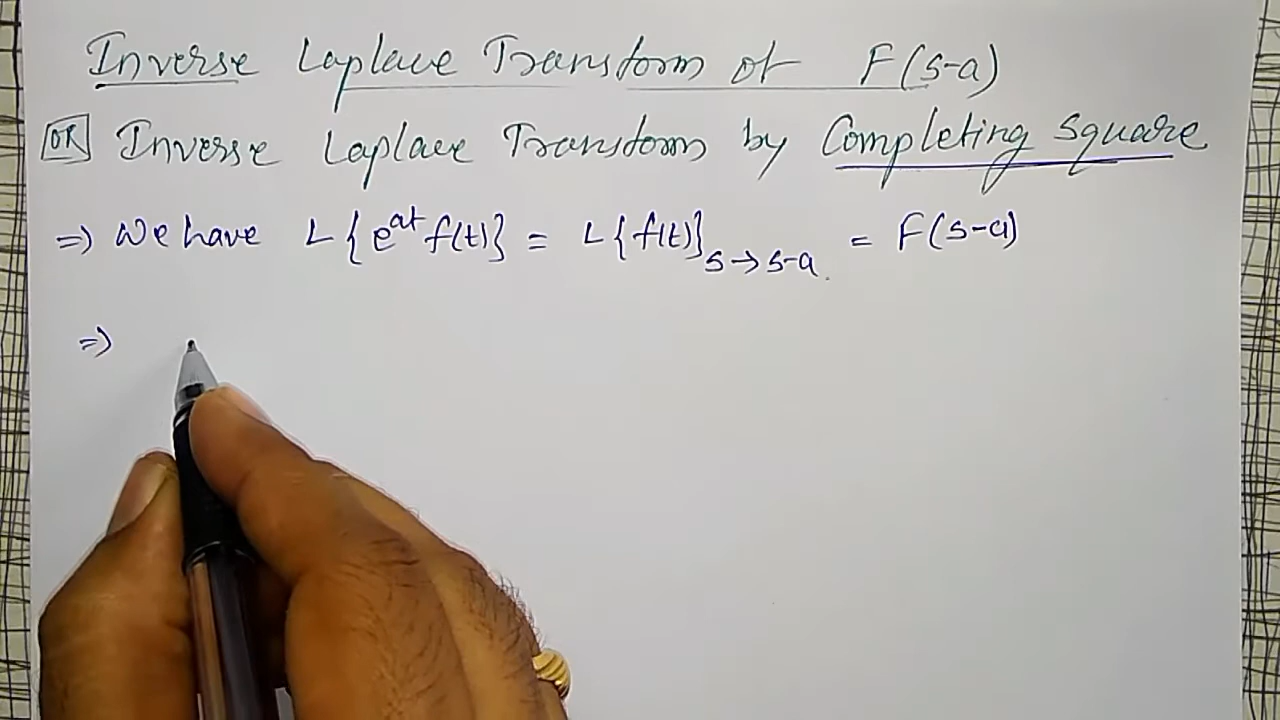 Inverse Laplace Transform of F(s-a)
OR Inverse Laplace Transform by Completing Square
⇒ We have L{e^{at} f(t)} = L{f(t)}_{s→s-a} = F(s-a)
⇒